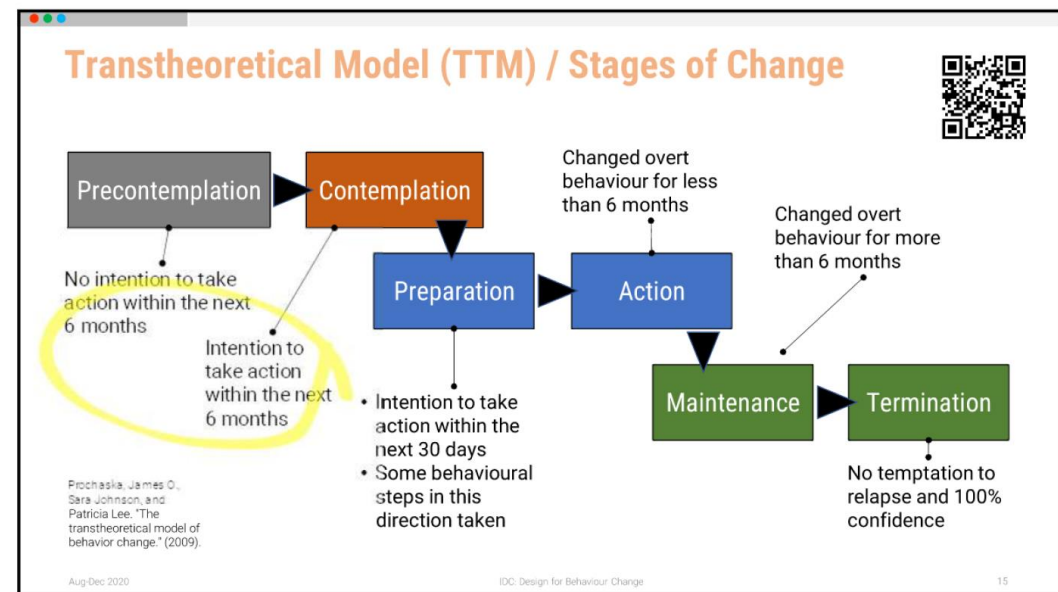 Transtheoretical Model (TTM) / Stages of Change
Precontemplation
Contemplation
No intention to take
action within the next
6 months
Intention to
take action
within the next
6 months
Preparation
Action
Changed overt
behaviour for less
than 6 months
Changed overt
behaviour for more
than 6 months
• Intention to take
action within the
next 30 days
• Some behavioural
steps in this
direction taken
Maintenance
Termination
No temptation to
relapse and 100%
confidence
Prochaska, James O.,
Sara Johnson, and
Patricia Lee. "The
transtheoretical model of
behavior change." (2009).
Aug-Dec 2020
IDC: Design for Behaviour Change
15